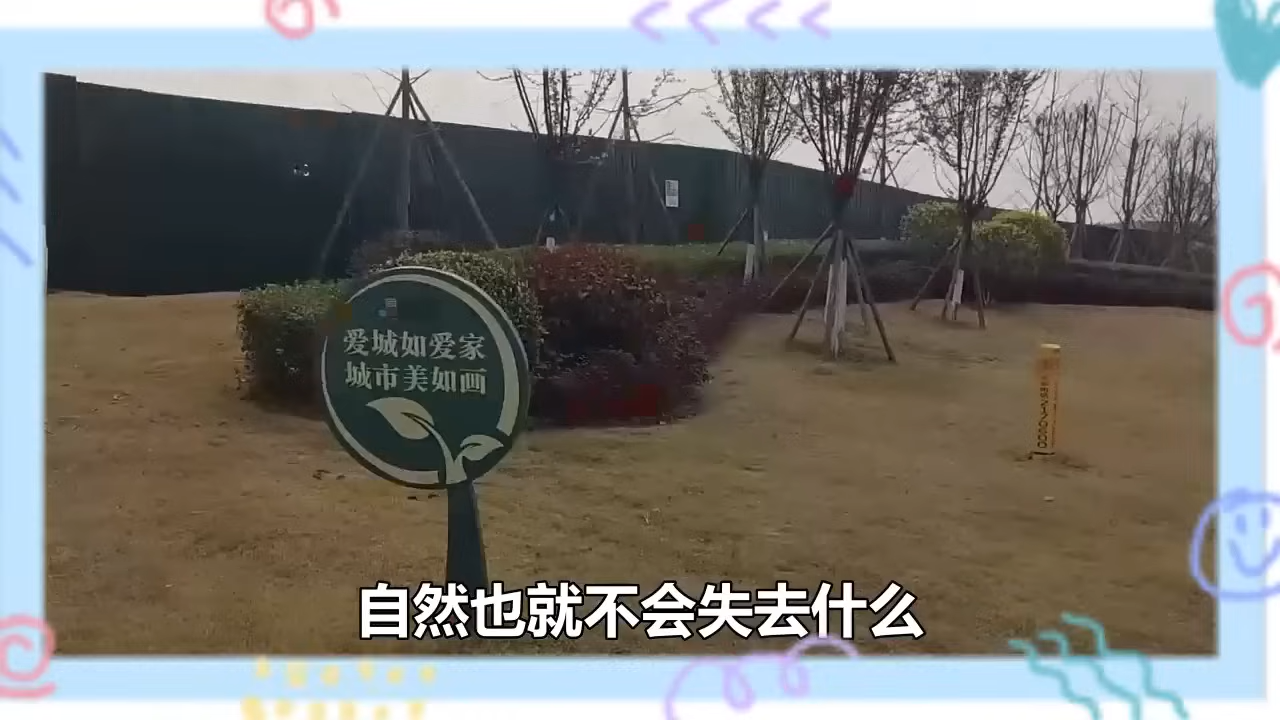 爱城如爱家
城市美如画
自然也就不会失去什么